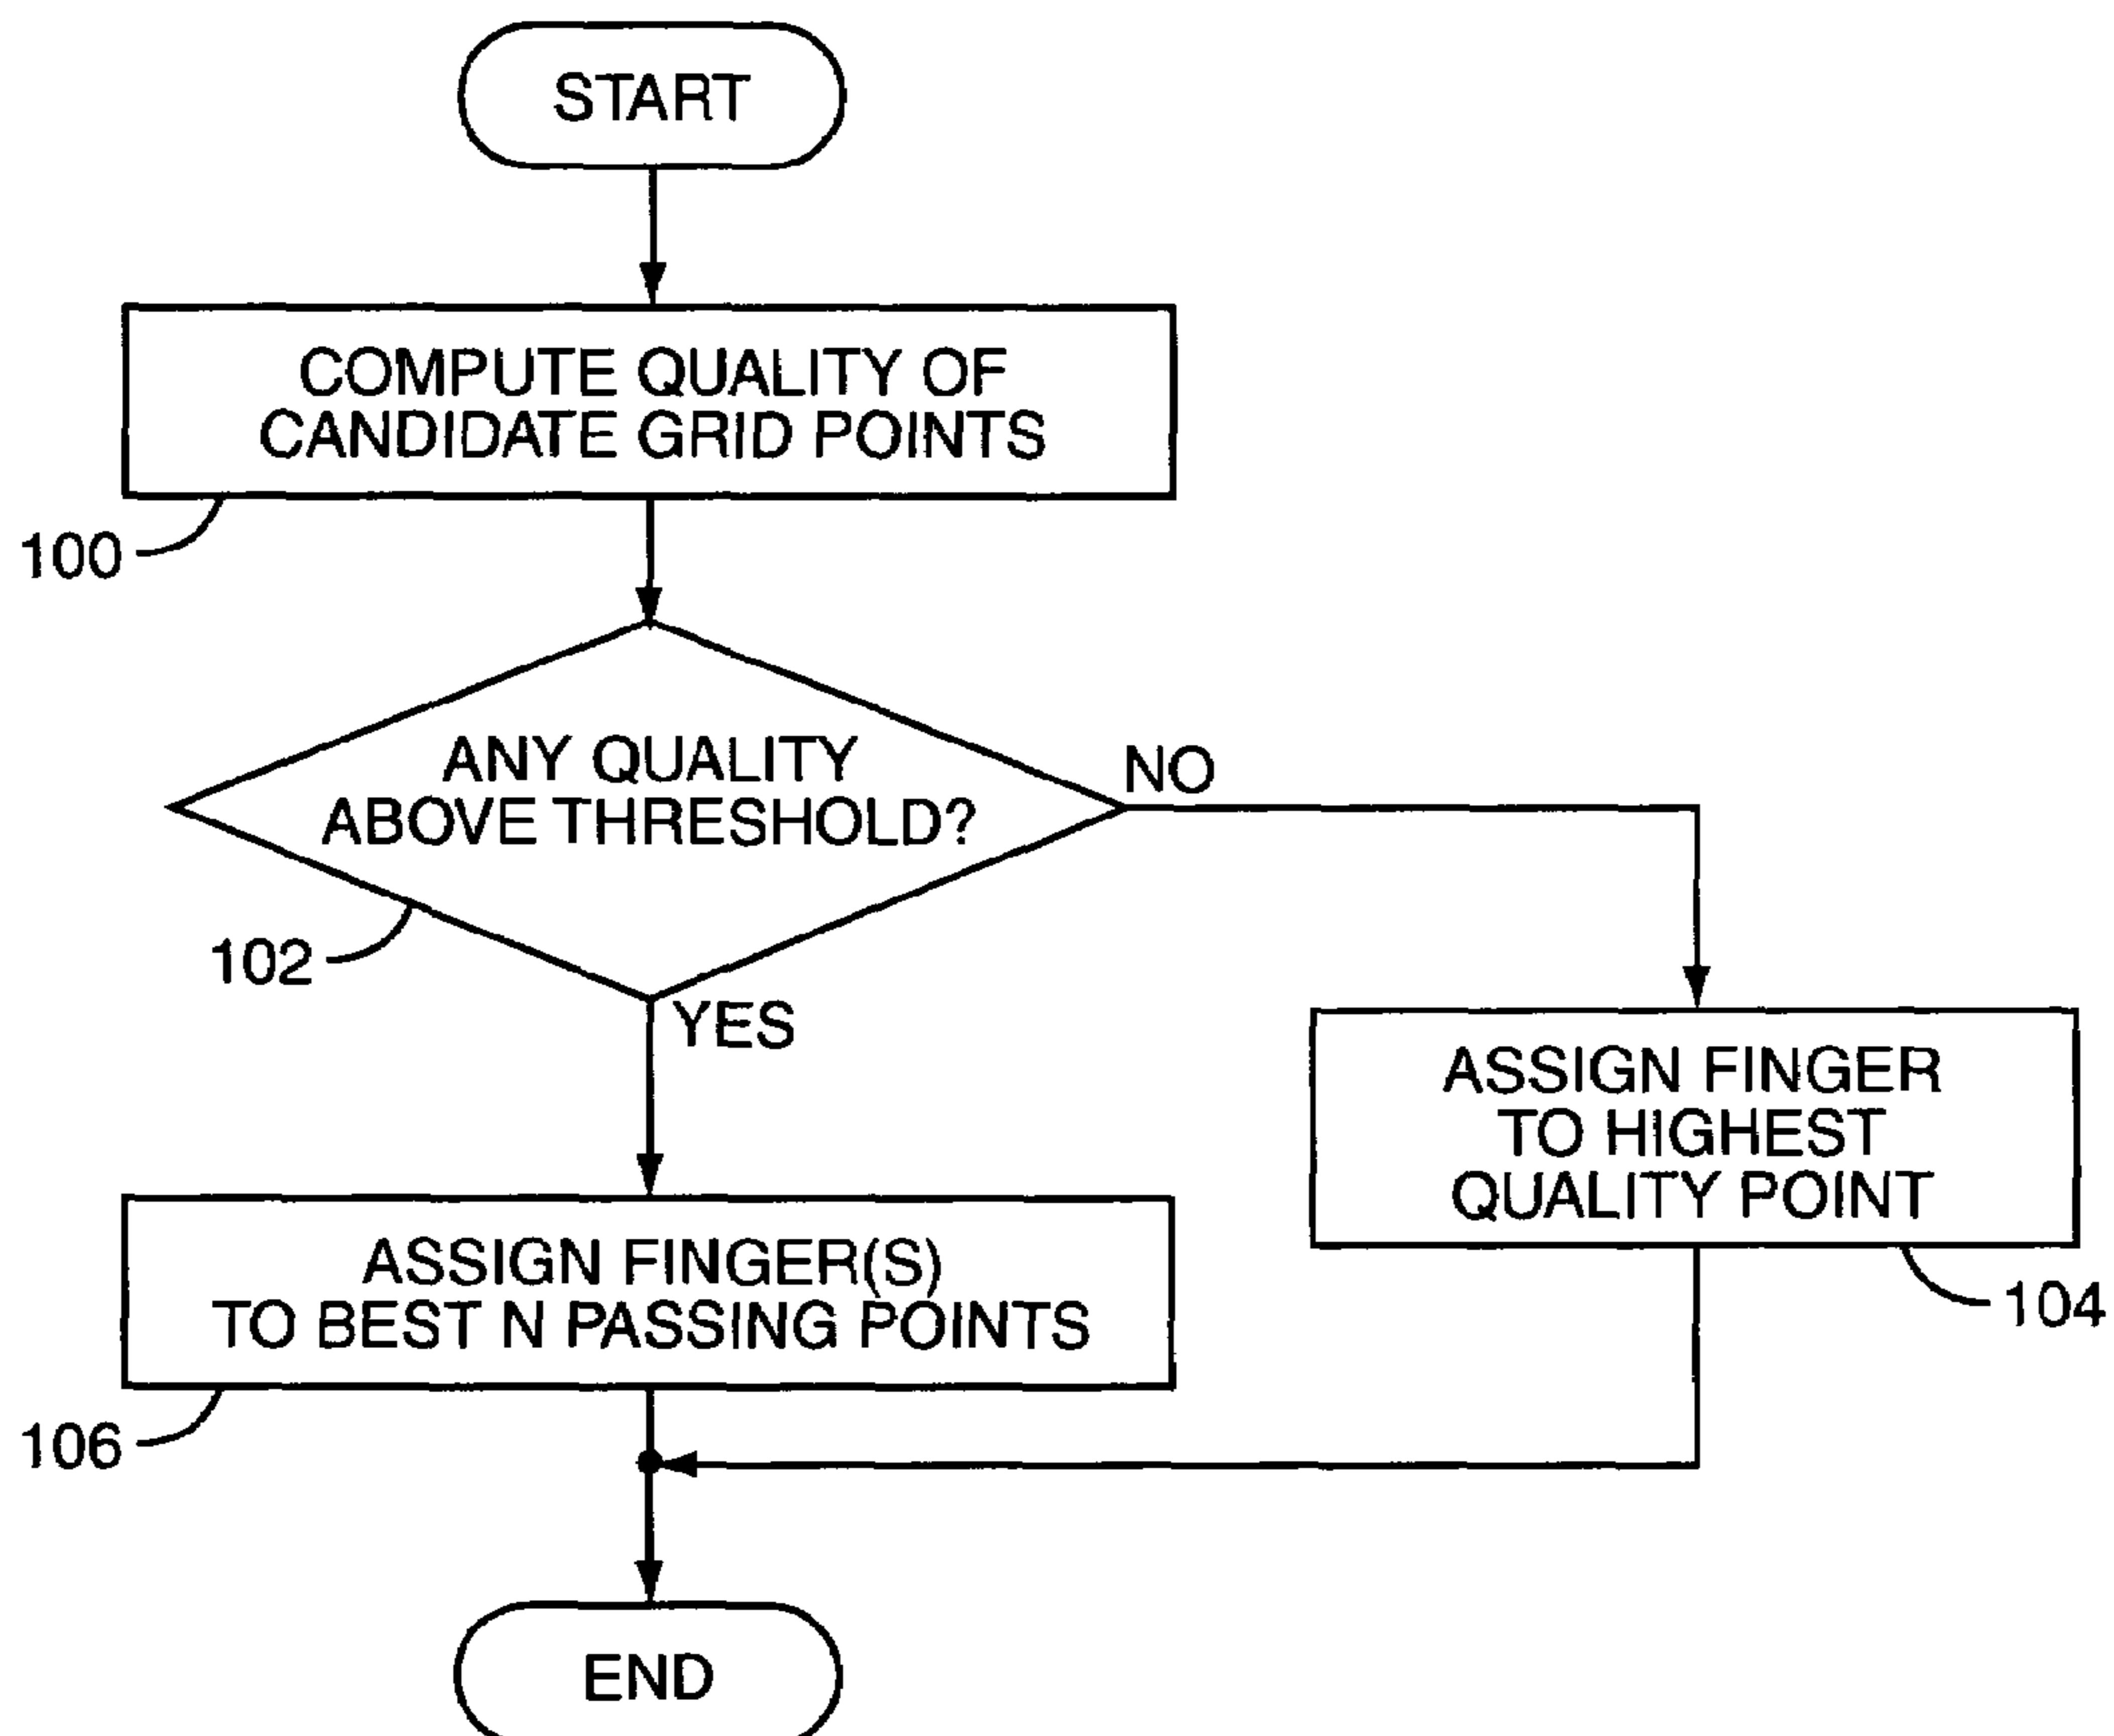 START
COMPUTE QUALITY OF
CANDIDATE GRID POINTS
100
ANY QUALITY
ABOVE THRESHOLD?
NO
102
YES
ASSIGN FINGER
TO HIGHEST
QUALITY POINT
104
ASSIGN FINGER(S)
TO BEST N PASSING POINTS
106
END